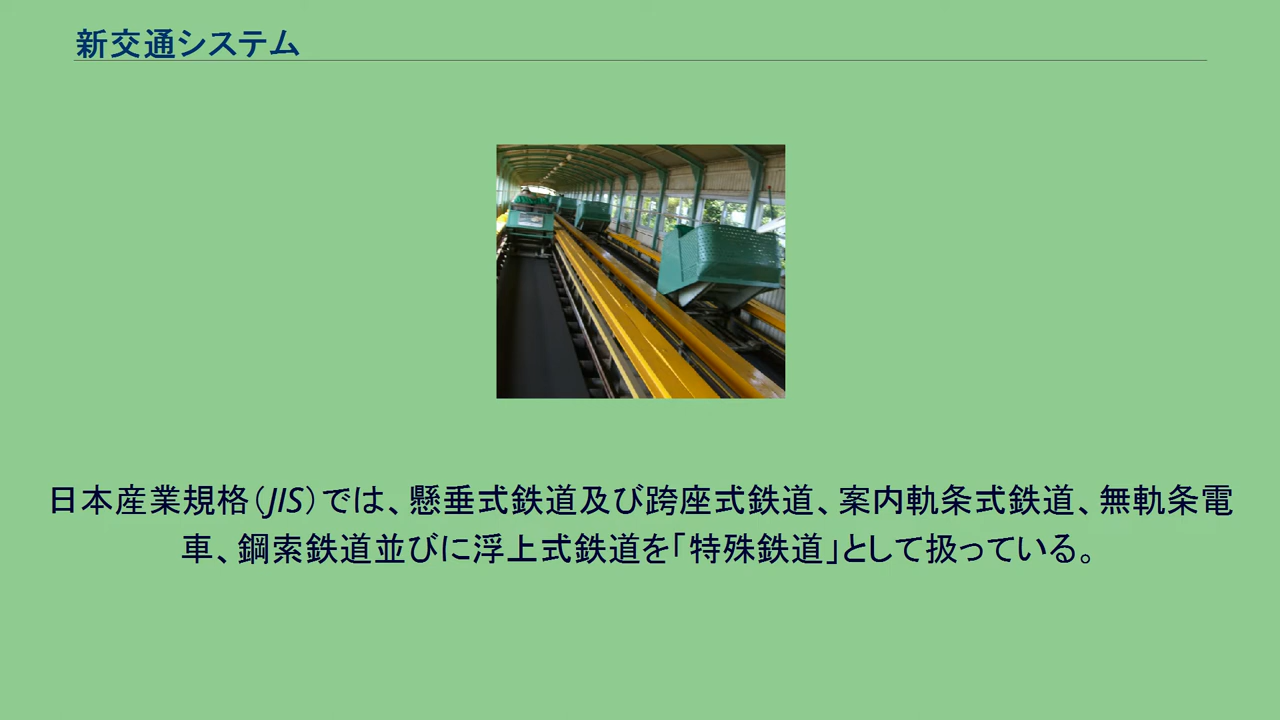 新交通システム
日本産業規格（JIS）では、懸垂式鉄道及び跨座式鉄道、案内軌条式鉄道、無軌条電
車、鋼索鉄道並びに浮上式鉄道を「特殊鉄道」として扱っている。